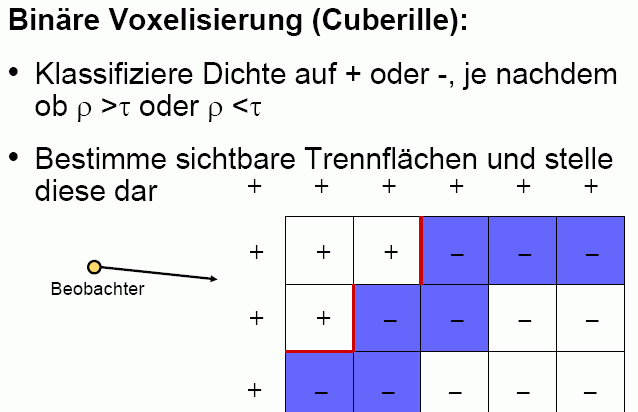 Binäre Voxelisierung (Cuberille):
• Klassifiziere Dichte auf + oder -, je nachdem
ob ρ >τ oder ρ <τ
• Bestimme sichtbare Trennflächen und stelle
diese dar
+ + + + + +
+ + + – – –
Beobachter
+ + – – – –
+ – – – – –